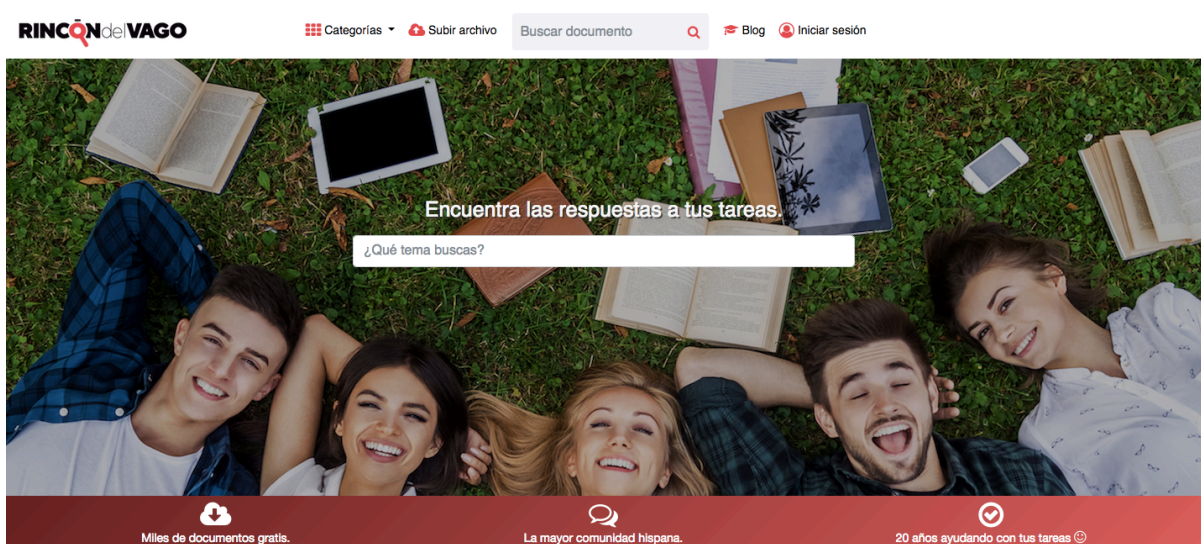 RINCÓNdelVAGO
Categorías
Subir archivo
Buscar documento
Blog
Iniciar sesión
Encuentra las respuestas a tus tareas.
¿Qué tema buscas?
Miles de documentos gratis.
La mayor comunidad hispana.
20 años ayudando con tus tareas ☺